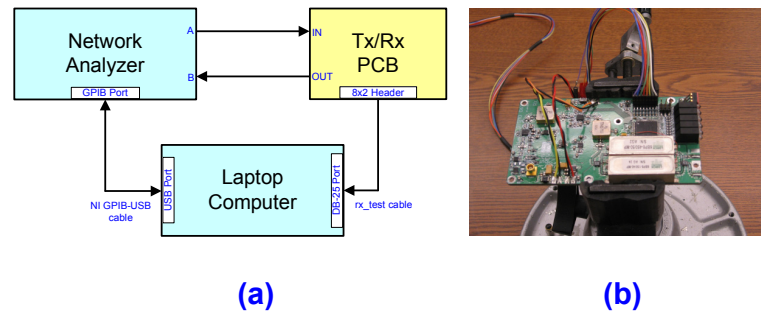 Network
Analyzer
A
B
GPIB Port
IN
OUT
Tx/Rx
PCB
8x2 Header
USB Port
Laptop
Computer
DB-25 Port
NI GPIB-USB
cable
rx_test cable
(a)
(b)